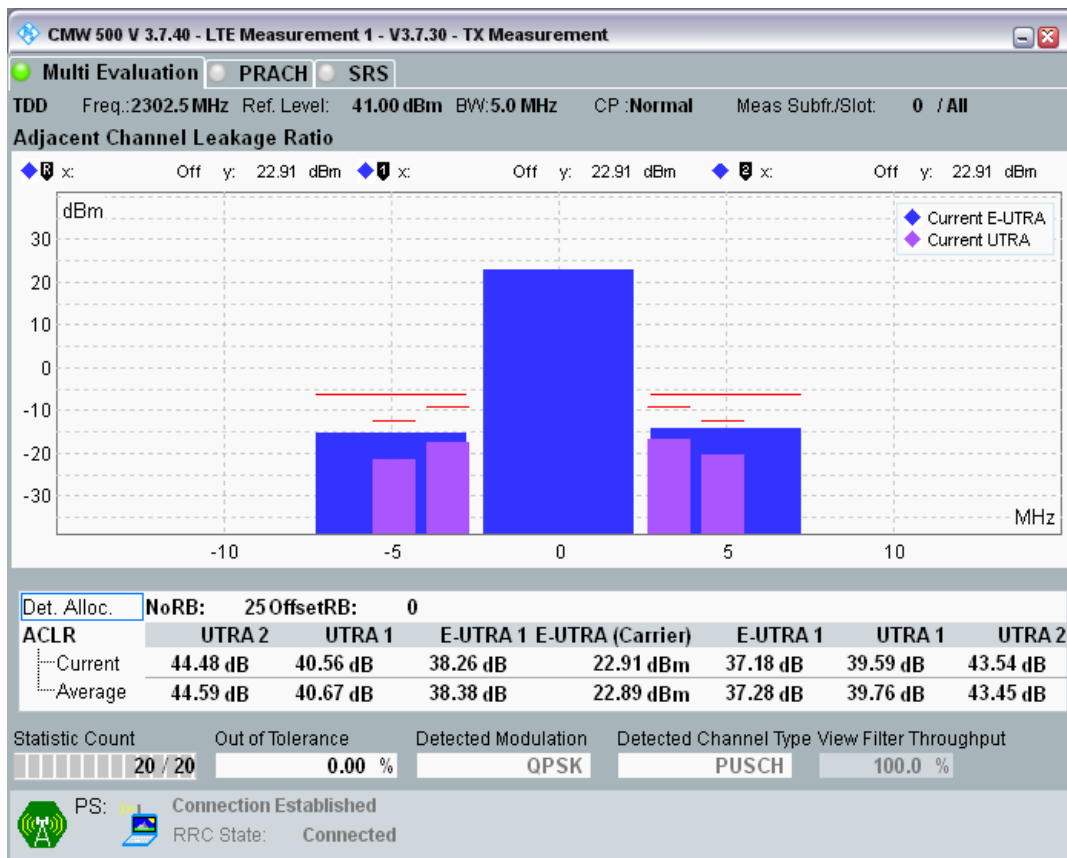 CMW 500 V 3.7.40 - LTE Measurement 1 - V3.7.30 - TX Measurement
Multi Evaluation PRACH SRS
TDD Freq.:2302.5 MHz Ref. Level: 41.00 dBm BW:5.0 MHz CP :Normal Meas Subfr./Slot: 0 / All
Adjacent Channel Leakage Ratio
R x: Off y: 22.91 dBm 1 x: Off y: 22.91 dBm 2 x: Off y: 22.91 dBm
dBm
Current E-UTRA
Current UTRA
30
20
10
0
-10
-20
-30
MHz
-10 -5 0 5 10
Det. Alloc. NoRB: 25 OffsetRB: 0
ACLR UTRA 2 UTRA 1 E-UTRA 1 E-UTRA (Carrier) E-UTRA 1 UTRA 1 UTRA 2
Current 44.48 dB 40.56 dB 38.26 dB 22.91 dBm 37.18 dB 39.59 dB 43.54 dB
Average 44.59 dB 40.67 dB 38.38 dB 22.89 dBm 37.28 dB 39.76 dB 43.45 dB
Statistic Count Out of Tolerance Detected Modulation Detected Channel Type View Filter Throughput
20 / 20 0.00 % QPSK PUSCH 100.0 %
PS: Connection Established
RRC State: Connected